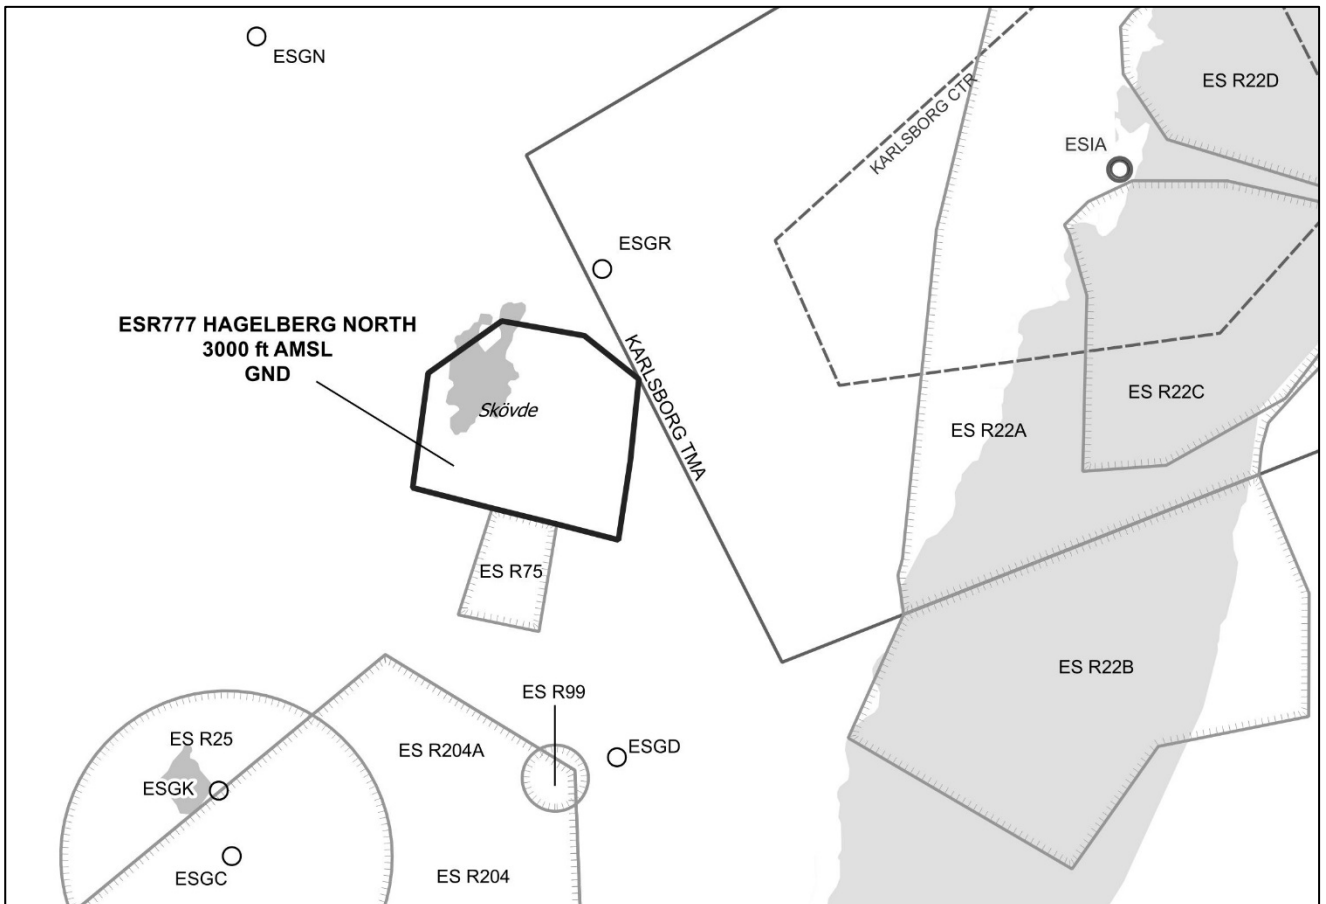 ESGN
KARLSBORG CTR
ES R22D
ESIA
ESGR
ESR777 HAGELBERG NORTH
3000 ft AMSL
GND
KARLSBORG TMA
Skövde
ES R22A
ES R22C
ES R75
ES R22B
ES R99
ES R25
ES R204A
ESGD
ESGK
ESGC
ES R204